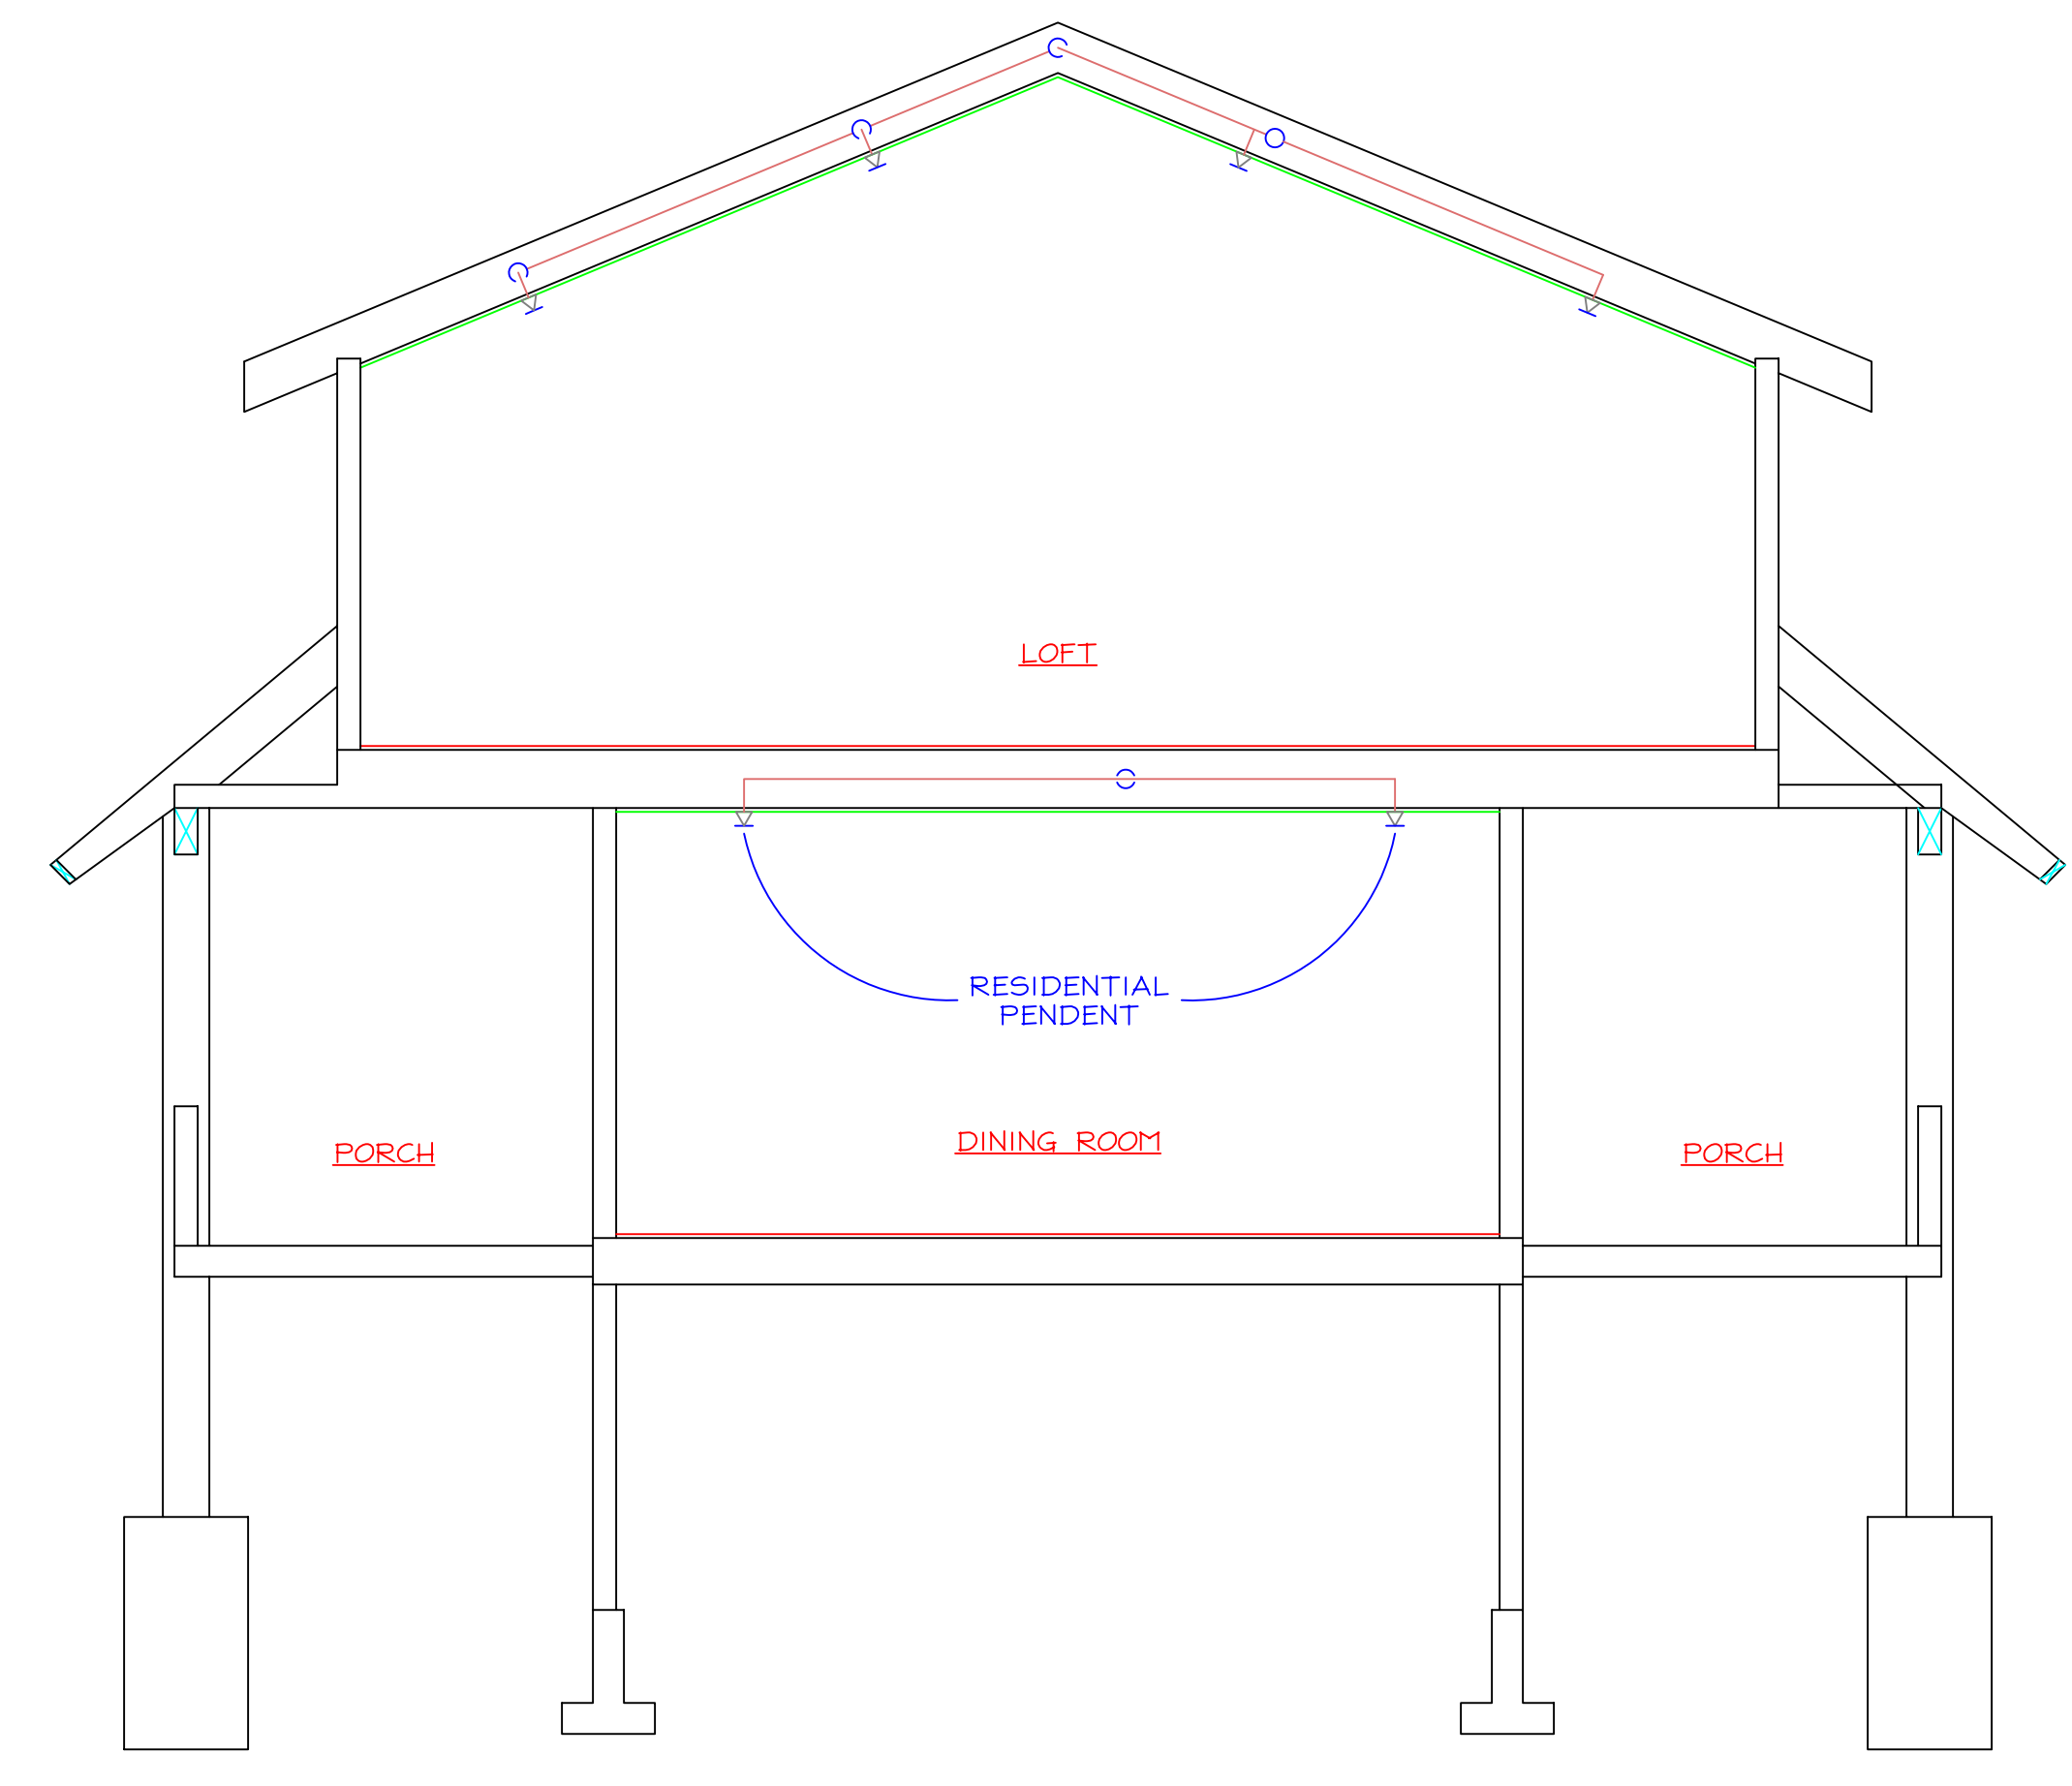 LOFT
RESIDENTIAL
PENDENT
DINING ROOM
PORCH
PORCH